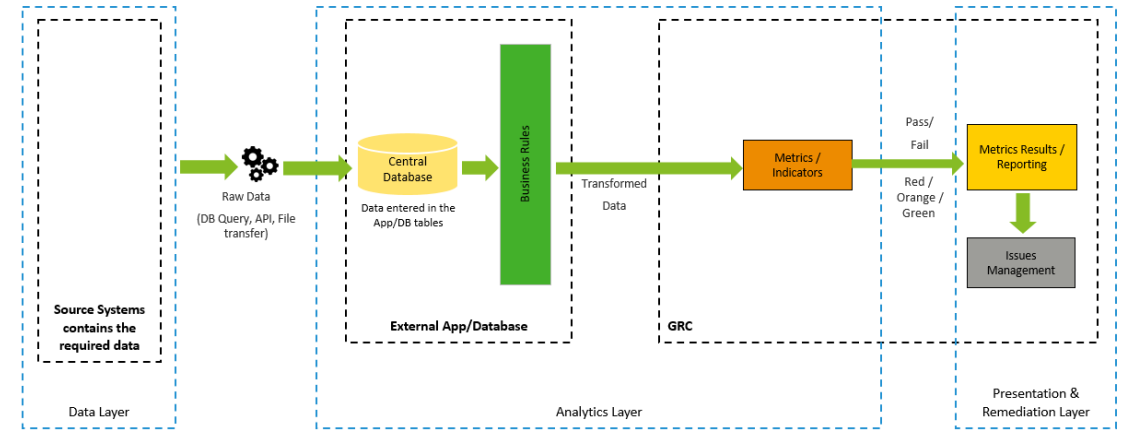 Source Systems
contains the
required data
Data Layer
Raw Data
(DB Query, API, File
transfer)
Central
Database
Data entered in the
App/DB tables
Business Rules
External App/Database
Transformed
Data
Analytics Layer
GRC
Metrics /
Indicators
Pass/
Fail
Red /
Orange /
Green
Metrics Results /
Reporting
Issues
Management
Presentation &
Remediation Layer